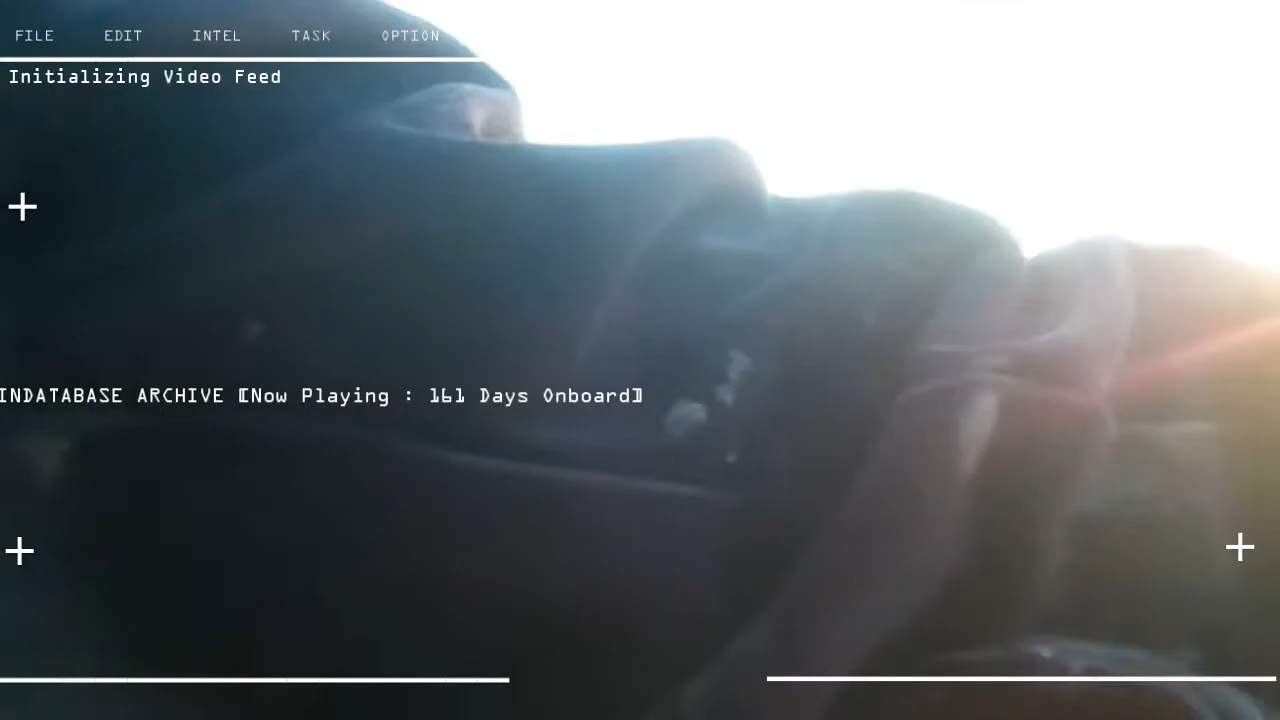 FILE EDIT INTEL TASK OPTION
Initializing Video Feed
INDATABASE ARCHIVE [Now Playing : 161 Days Onboard]